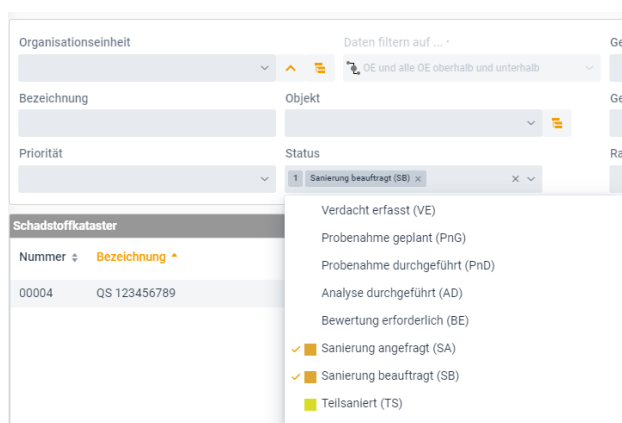 Organisationseinheit
Daten filtern auf ... •
Ge
OE und alle OE oberhalb und unterhalb
Bezeichnung
Objekt
Ge
Priorität
Status
Ra
1 Sanierung beauftragt (SB) ×
Verdacht erfasst (VE)
Schadstoffkataster
Probenahme geplant (PnG)
Nummer
Bezeichnung
Probenahme durchgeführt (PnD)
00004
QS 123456789
Analyse durchgeführt (AD)
Bewertung erforderlich (BE)
Sanierung angefragt (SA)
Sanierung beauftragt (SB)
Teilsaniert (TS)